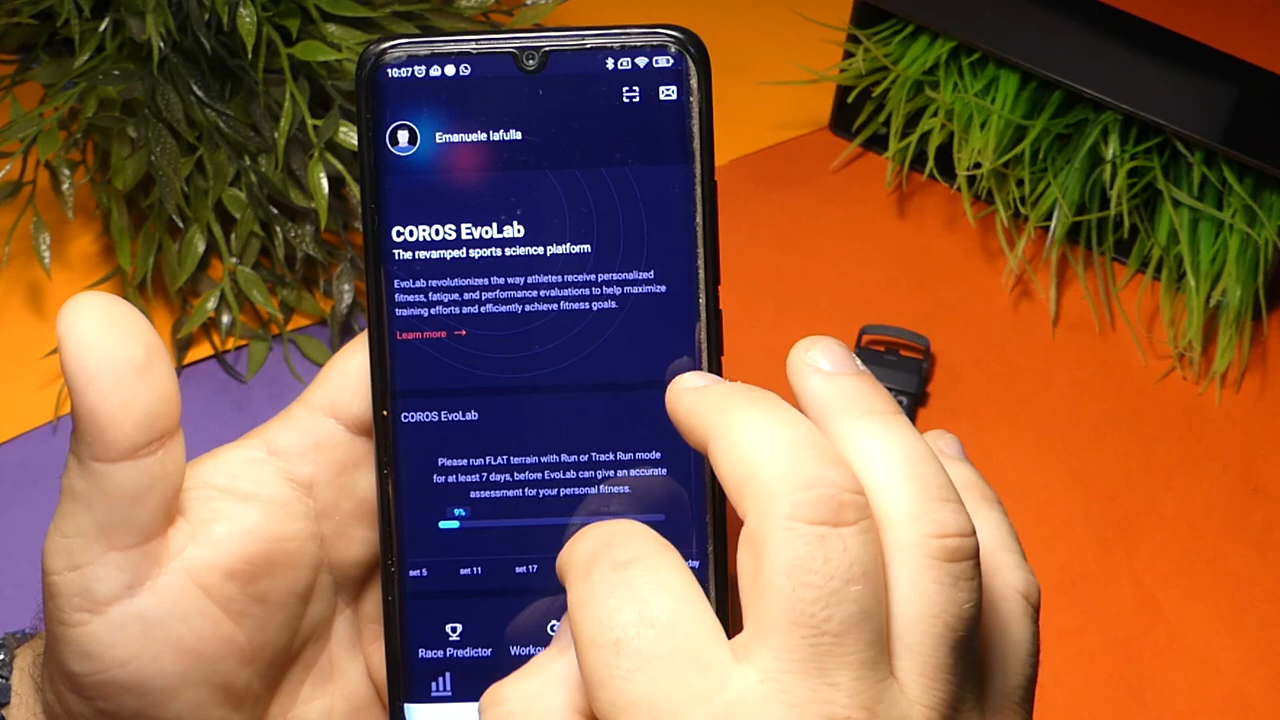 10:07
Emanuele Iafulla
COROS EvoLab
The revamped sports science platform
EvoLab revolutionizes the way athletes receive personalized
fitness, fatigue, and performance evaluations to help maximize
training efforts and efficiently achieve fitness goals.
Learn more →
COROS EvoLab
Please run FLAT terrain with Run or Track Run mode
for at least 7 days, before EvoLab can give an accurate
assessment for your personal fitness.
9%
set 5 set 11 set 17
Race Predictor